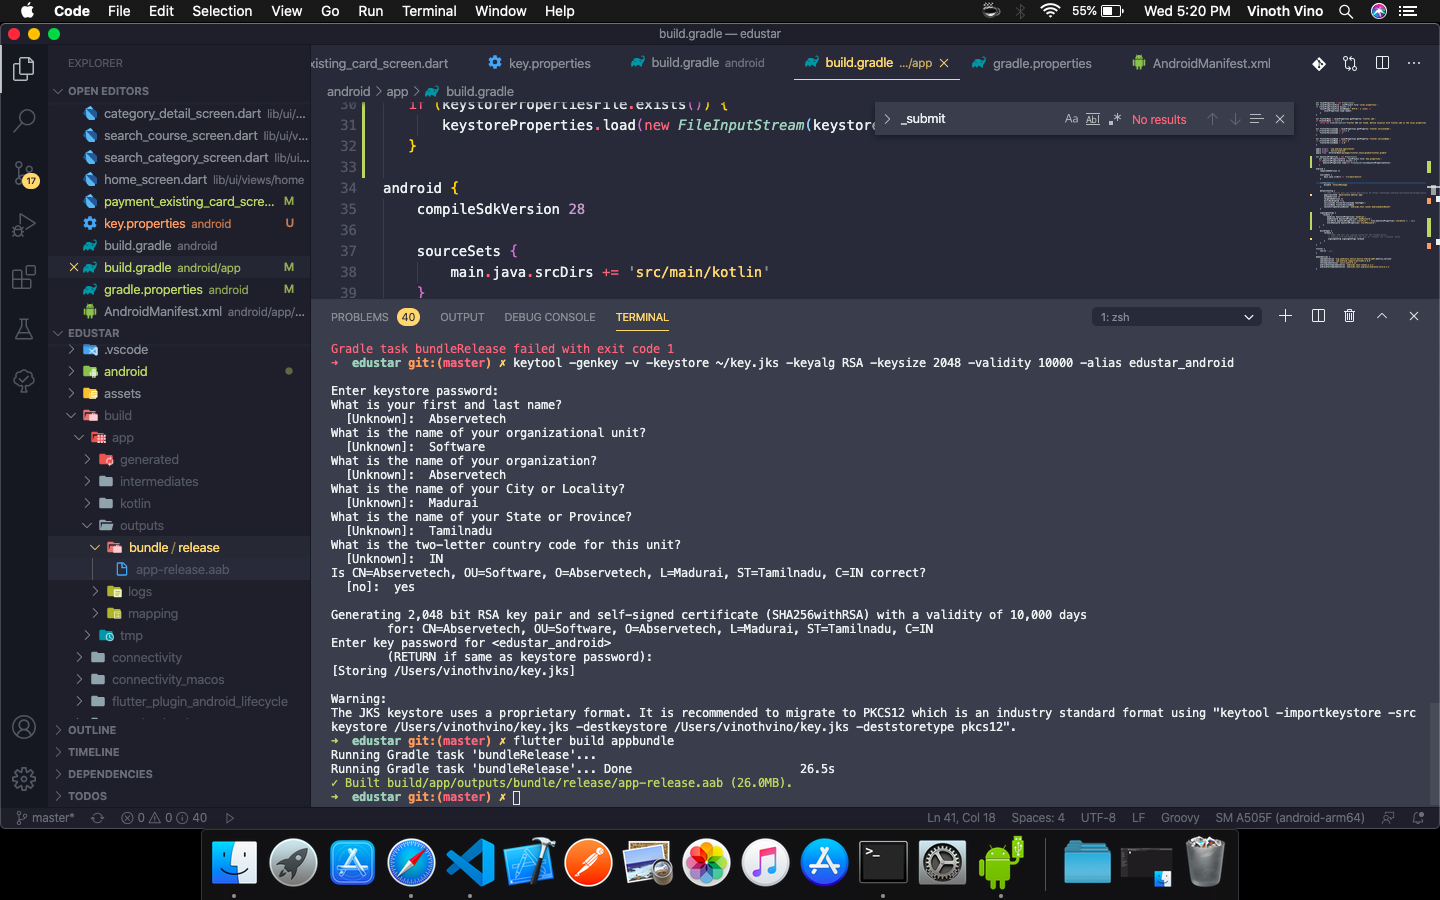 Code File Edit Selection View Go Run Terminal Window Help 55% Wed 5:20 PM Vinoth Vino
build.gradle — edustar
EXPLORER
OPEN EDITORS
category_detail_screen.dart lib/ui/...
search_course_screen.dart lib/ui/v...
search_category_screen.dart lib/ui...
home_screen.dart lib/ui/views/home
payment_existing_card_scre... M
key.properties android U
build.gradle android
build.gradle android/app M
gradle.properties android M
AndroidManifest.xml android/app/...
EDUSTAR
.vscode
android
assets
build
app
generated
intermediates
kotlin
outputs
bundle / release
app-release.aab
logs
mapping
tmp
connectivity
connectivity_macos
flutter_plugin_android_lifecycle
OUTLINE
TIMELINE
DEPENDENCIES
TODOS
17
xisting_card_screen.dart key.properties build.gradle android build.gradle .../app gradle.properties AndroidManifest.xml
android > app > build.gradle
_submit Aa Abl .* No results
30 if (keystorePropertiesFile.exists()) {
31 keystoreProperties.load(new FileInputStream(keystore
32 }
33
34 android {
35 compileSdkVersion 28
36
37 sourceSets {
38 main.java.srcDirs += 'src/main/kotlin'
39 }
PROBLEMS 40 OUTPUT DEBUG CONSOLE TERMINAL 1: zsh
Gradle task bundleRelease failed with exit code 1
➜ edustar git:(master) ✗ keytool -genkey -v -keystore ~/key.jks -keyalg RSA -keysize 2048 -validity 10000 -alias edustar_android
Enter keystore password:
What is your first and last name?
[Unknown]: Abservetech
What is the name of your organizational unit?
[Unknown]: Software
What is the name of your organization?
[Unknown]: Abservetech
What is the name of your City or Locality?
[Unknown]: Madurai
What is the name of your State or Province?
[Unknown]: Tamilnadu
What is the two-letter country code for this unit?
[Unknown]: IN
Is CN=Abservetech, OU=Software, O=Abservetech, L=Madurai, ST=Tamilnadu, C=IN correct?
[no]: yes
Generating 2,048 bit RSA key pair and self-signed certificate (SHA256withRSA) with a validity of 10,000 days
for: CN=Abservetech, OU=Software, O=Abservetech, L=Madurai, ST=Tamilnadu, C=IN
Enter key password for <edustar_android>
(RETURN if same as keystore password):
[Storing /Users/vinothvino/key.jks]
Warning:
The JKS keystore uses a proprietary format. It is recommended to migrate to PKCS12 which is an industry standard format using "keytool -importkeystore -src
keystore /Users/vinothvino/key.jks -destkeystore /Users/vinothvino/key.jks -deststoretype pkcs12".
➜ edustar git:(master) ✗ flutter build appbundle
Running Gradle task 'bundleRelease'...
Running Gradle task 'bundleRelease'... Done 26.5s
✓ Built build/app/outputs/bundle/release/app-release.aab (26.0MB).
➜ edustar git:(master) ✗
master* 0 0 40 Ln 41, Col 18 Spaces: 4 UTF-8 LF Groovy SM A505F (android-arm64)